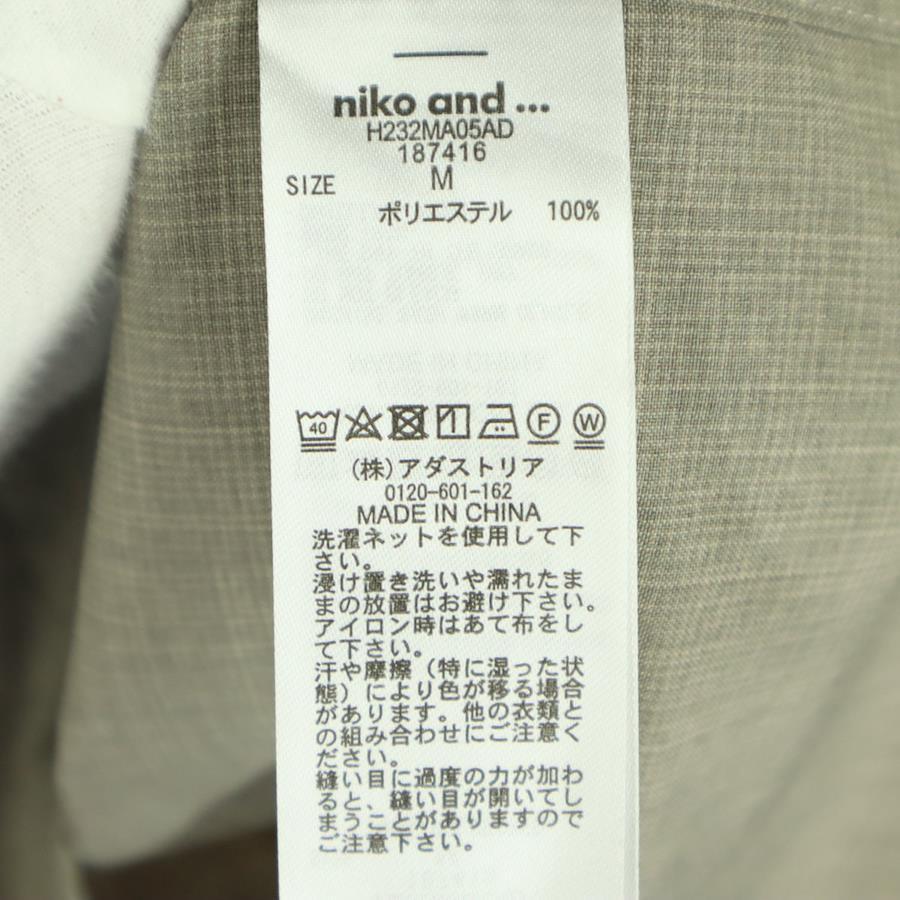 niko and ...
H232MA05AD
187416
SIZE M
ポリエステル 100%
40
F W
(株)アダストリア
0120-601-162
MADE IN CHINA
洗濯ネットを使用して下
さい。
浸け置き洗いや濡れたま
まの放置はお避け下さい。
アイロン時はあて布をし
て下さい。
汗や摩擦（特に湿った状
態）により色が移る場合
があります。他の衣類と
の組み合わせにご注意く
ださい。
縫い目に過度の力が加わ
ると、縫い目が開いてし
まうことがありますので
ご注意下さい。